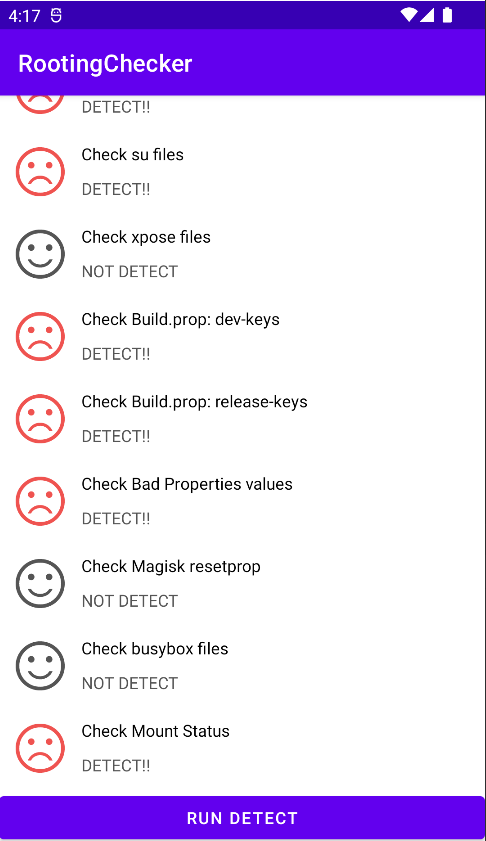 4:17
RootingChecker
DETECT!!
Check su files
DETECT!!
Check xpose files
NOT DETECT
Check Build.prop: dev-keys
DETECT!!
Check Build.prop: release-keys
DETECT!!
Check Bad Properties values
DETECT!!
Check Magisk resetprop
NOT DETECT
Check busybox files
NOT DETECT
Check Mount Status
DETECT!!
RUN DETECT